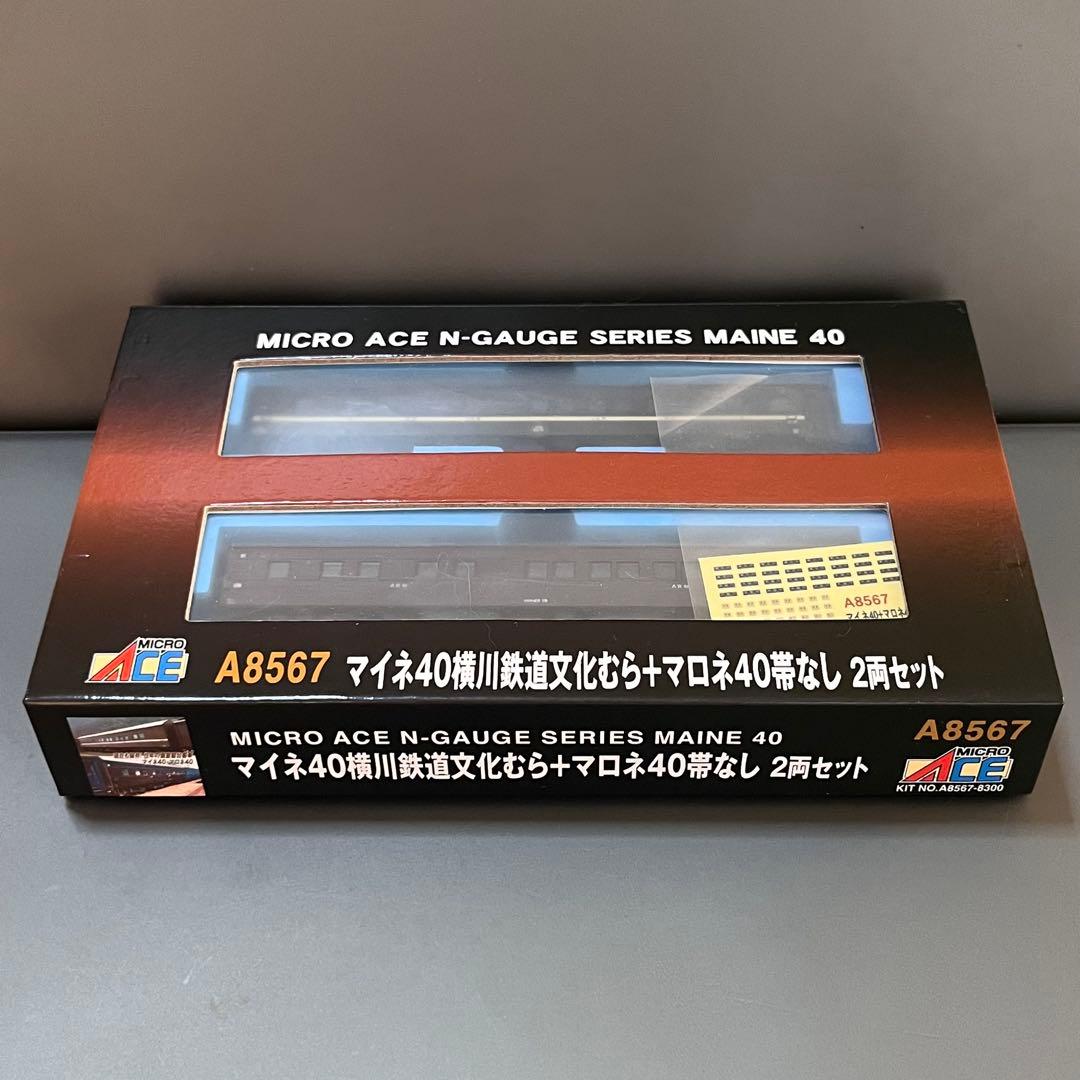 MICRO ACE N-GAUGE SERIES MAINE 40
A8567
マイネ40+マロネ
MICRO ACE
A8567 マイネ40横川鉄道文化むら+マロネ40帯なし 2両セット
MICRO ACE N-GAUGE SERIES MAINE 40
マイネ40横川鉄道文化むら+マロネ40帯なし 2両セット
A8567
MICRO ACE
KIT NO.A8567-8300